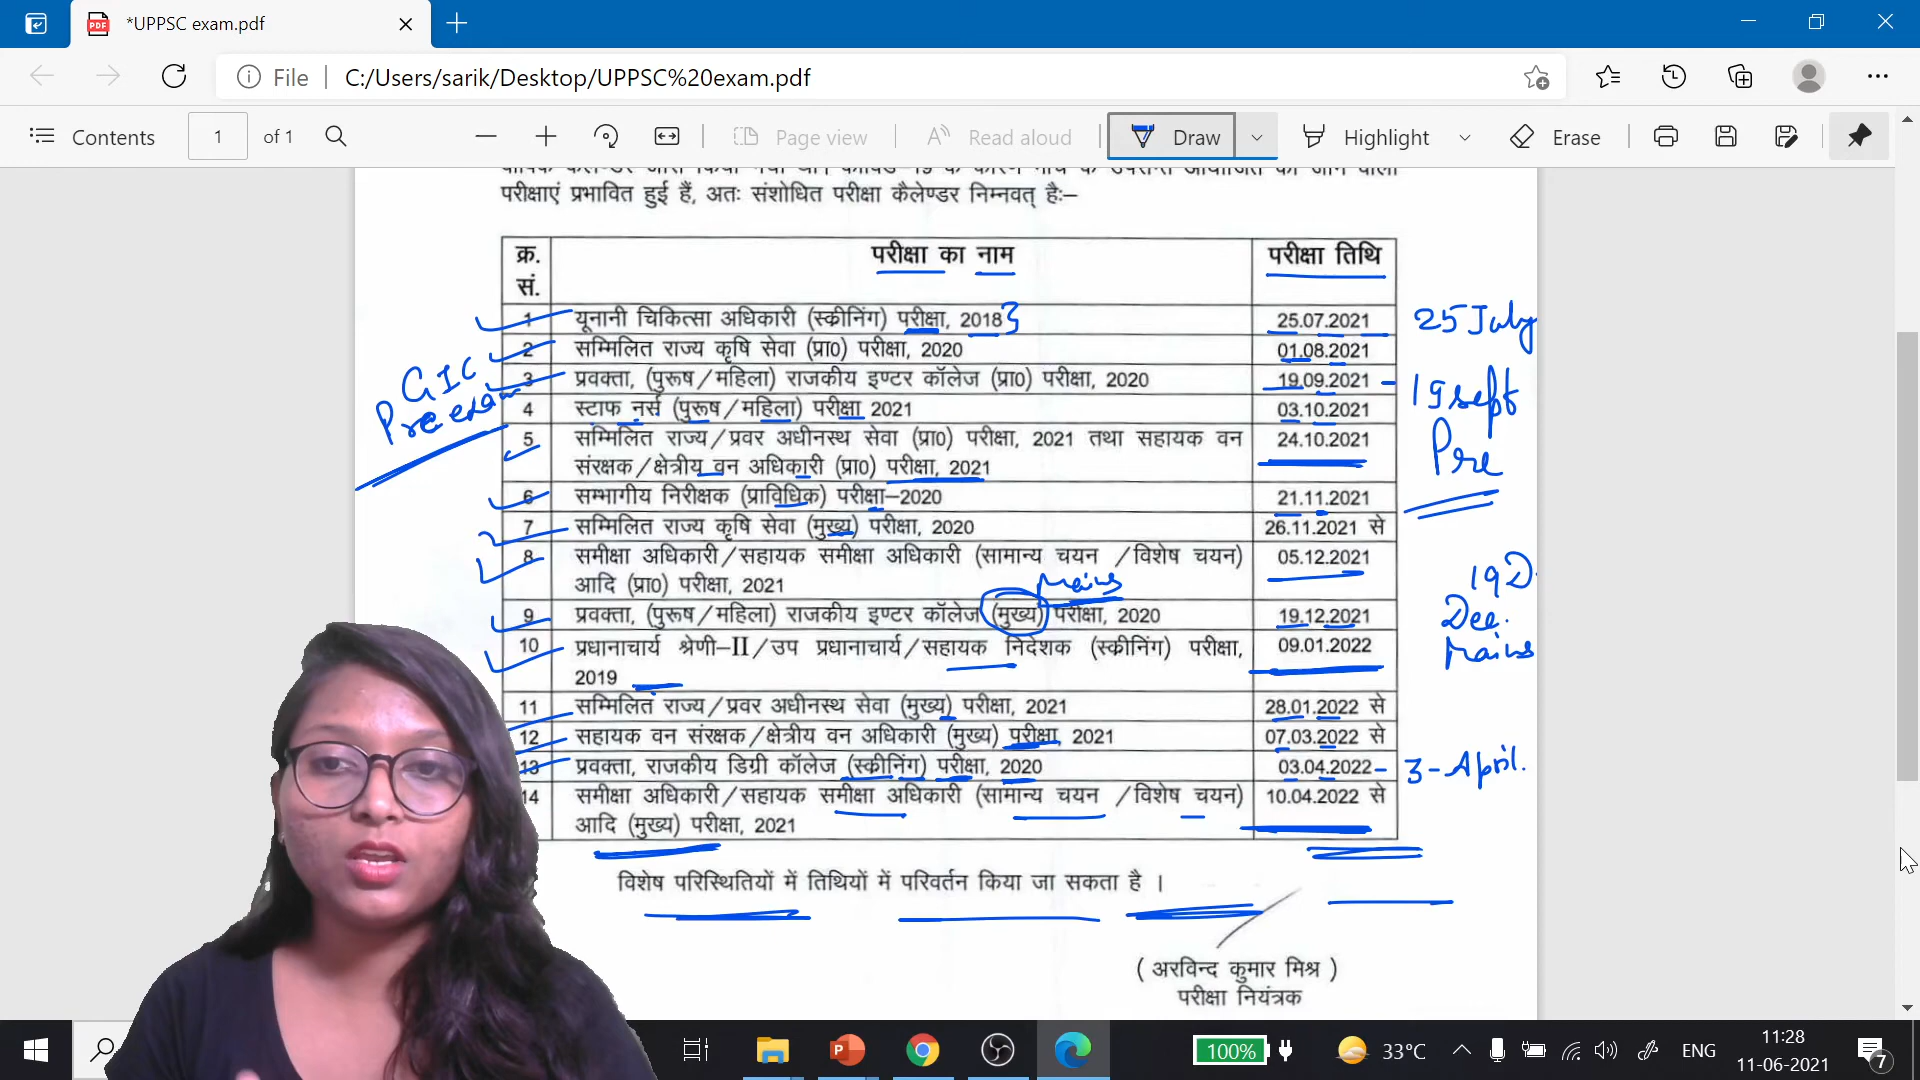 *UPPSC exam.pdf
File C:/Users/sarik/Desktop/UPPSC%20exam.pdf
Contents 1 of 1 Page view Read aloud Draw Highlight Erase
परीक्षाएं प्रभावित हुई हैं, अतः संशोधित परीक्षा कैलेण्डर निम्नवत् हैः–
क्र. सं. परीक्षा का नाम परीक्षा तिथि
1 यूनानी चिकित्सा अधिकारी (स्क्रीनिंग) परीक्षा, 2018 25.07.2021 25 July
2 सम्मिलित राज्य कृषि सेवा (प्रा0) परीक्षा, 2020 01.08.2021
GIC
3 प्रवक्ता, (पुरूष/महिला) राजकीय इण्टर कॉलेज (प्रा0) परीक्षा, 2020 19.09.2021 – 19 sept
Pre exam
4 स्टाफ नर्स (पुरूष/महिला) परीक्षा 2021 03.10.2021
Pre
5 सम्मिलित राज्य/प्रवर अधीनस्थ सेवा (प्रा0) परीक्षा, 2021 तथा सहायक वन 24.10.2021
संरक्षक/क्षेत्रीय वन अधिकारी (प्रा0) परीक्षा, 2021
6 सम्भागीय निरीक्षक (प्राविधिक) परीक्षा–2020 21.11.2021
7 सम्मिलित राज्य कृषि सेवा (मुख्य) परीक्षा, 2020 26.11.2021 से
8 समीक्षा अधिकारी/सहायक समीक्षा अधिकारी (सामान्य चयन /विशेष चयन) 05.12.2021
आदि (प्रा0) परीक्षा, 2021
Mains
19 D
9 प्रवक्ता, (पुरूष/महिला) राजकीय इण्टर कॉलेज (मुख्य) परीक्षा, 2020 19.12.2021 Dec.
10 प्रधानाचार्य श्रेणी–II/उप प्रधानाचार्य/सहायक निदेशक (स्क्रीनिंग) परीक्षा, 09.01.2022 Mains
2019
11 सम्मिलित राज्य/प्रवर अधीनस्थ सेवा (मुख्य) परीक्षा, 2021 28.01.2022 से
12 सहायक वन संरक्षक/क्षेत्रीय वन अधिकारी (मुख्य) परीक्षा, 2021 07.03.2022 से
13 प्रवक्ता, राजकीय डिग्री कॉलेज (स्क्रीनिंग) परीक्षा, 2020 03.04.2022 – 3-April.
14 समीक्षा अधिकारी/सहायक समीक्षा अधिकारी (सामान्य चयन /विशेष चयन) 10.04.2022 से
आदि (मुख्य) परीक्षा, 2021
विशेष परिस्थितियों में तिथियों में परिवर्तन किया जा सकता है ।
( अरविन्द कुमार मिश्र )
परीक्षा नियंत्रक
100% 33°C ENG 11:28
11-06-2021 7